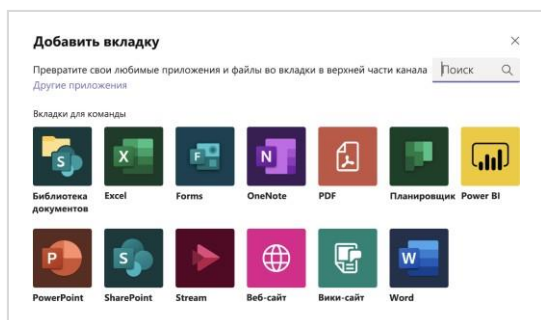 Добавить вкладку
Превратите свои любимые приложения и файлы во вкладки в верхней части канала
Поиск
Другие приложения
Вкладки для команды
S
X
F
N
Библиотека документов
Excel
Forms
OneNote
PDF
Планировщик
Power BI
P
S
W
PowerPoint
SharePoint
Stream
Веб-сайт
Вики-сайт
Word